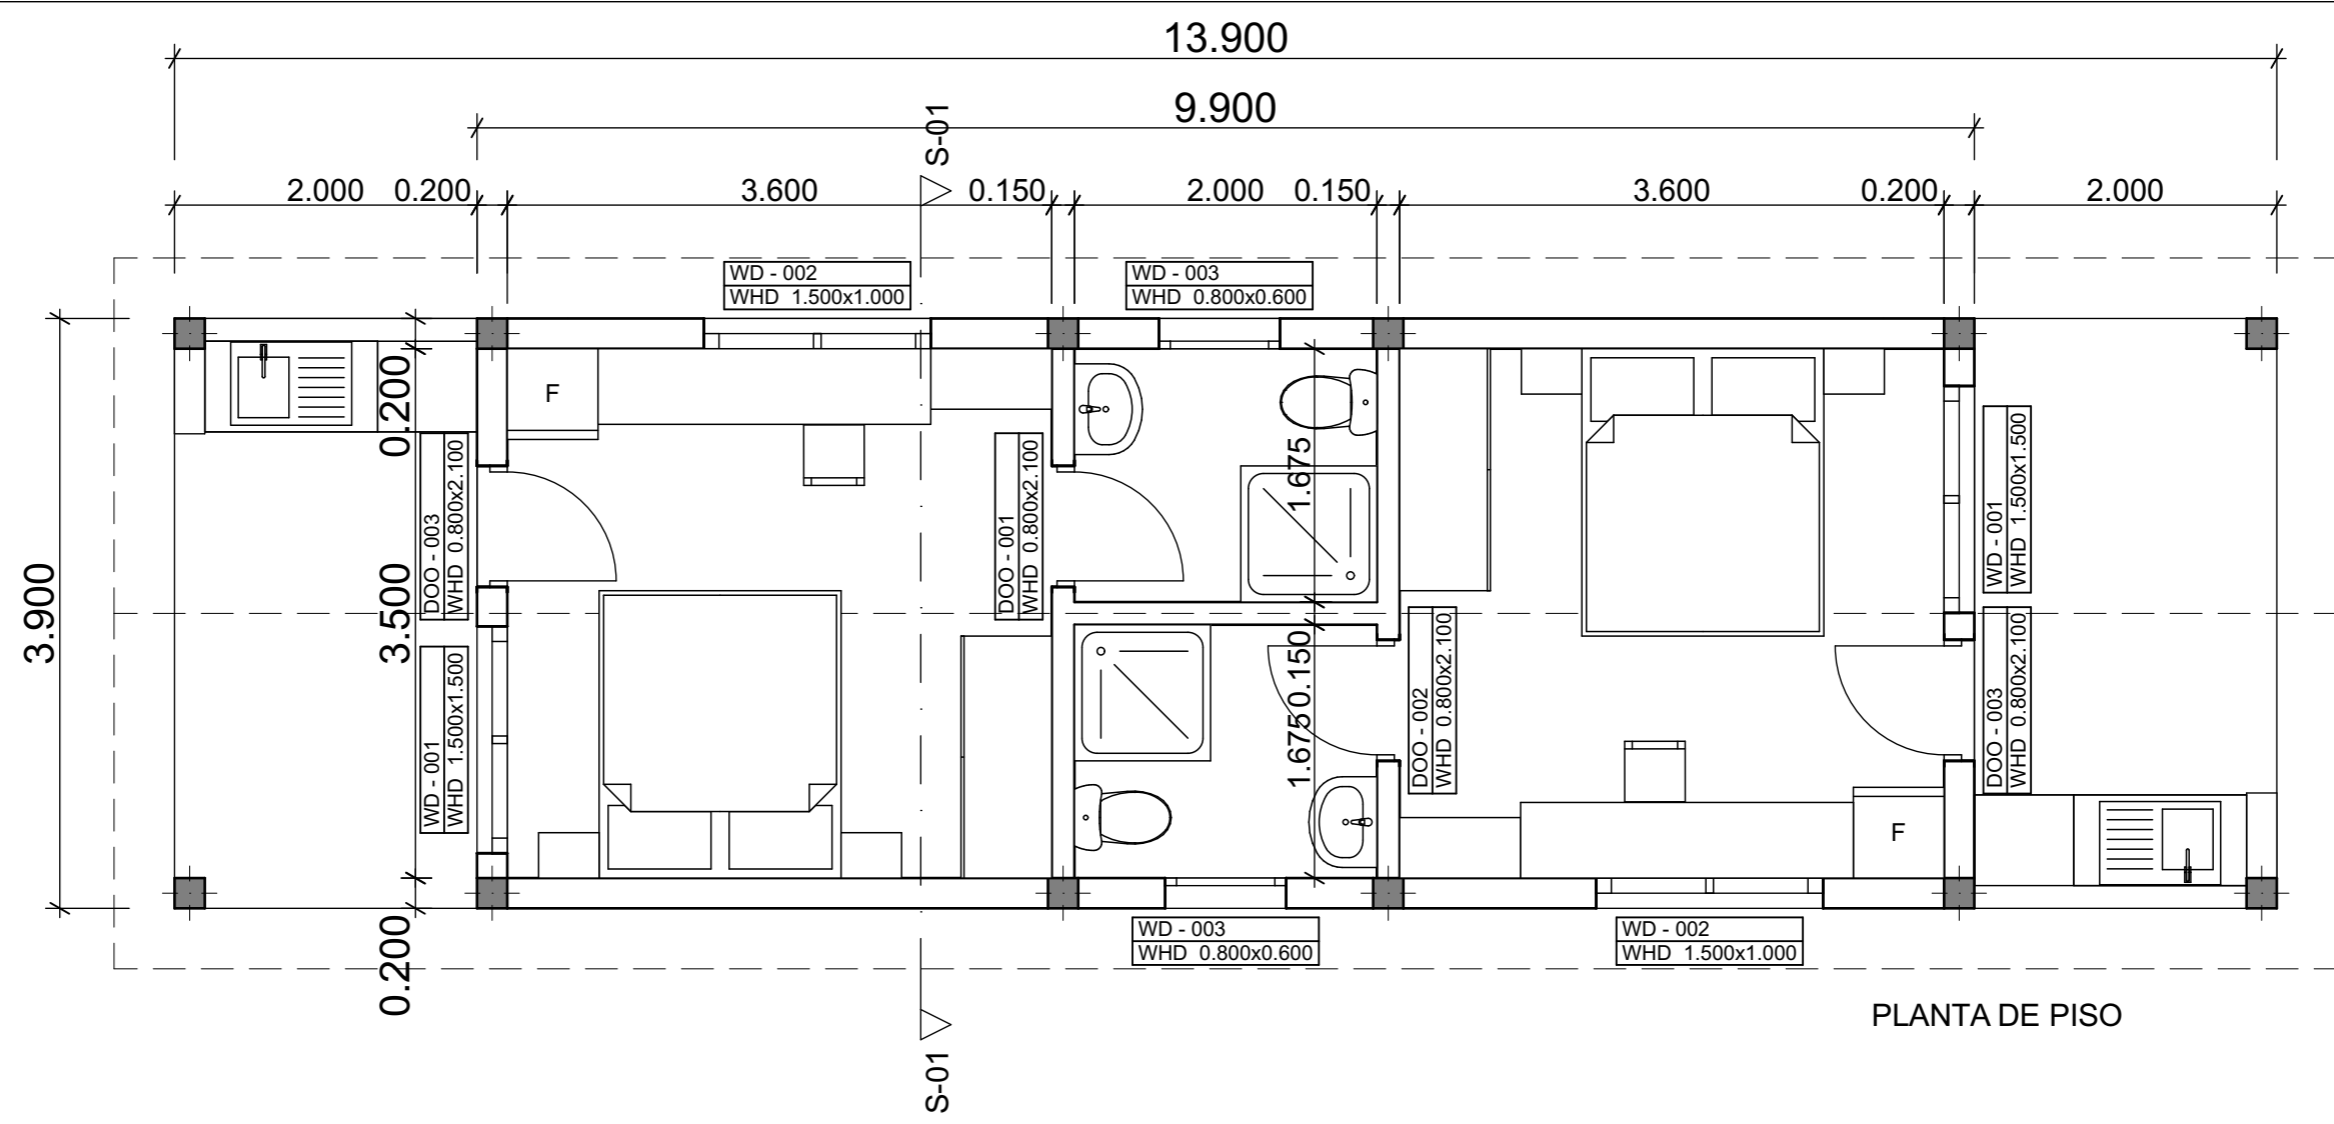 13.900
9.900
S-01
2.000 0.200 3.600 0.150 2.000 0.150 3.600 0.200 2.000
WD - 002
WHD 1.500x1.000
WD - 003
WHD 0.800x0.600
3.900
0.200
3.500
0.200
F
DOO - 003
WHD 0.800x2.100
WD - 001
WHD 1.500x1.500
DOO - 001
WHD 0.800x2.100
1.675
0.150
1.675
DOO - 002
WHD 0.800x2.100
WD - 001
WHD 1.500x1.500
DOO - 003
WHD 0.800x2.100
F
WD - 003
WHD 0.800x0.600
WD - 002
WHD 1.500x1.000
PLANTA DE PISO
S-01